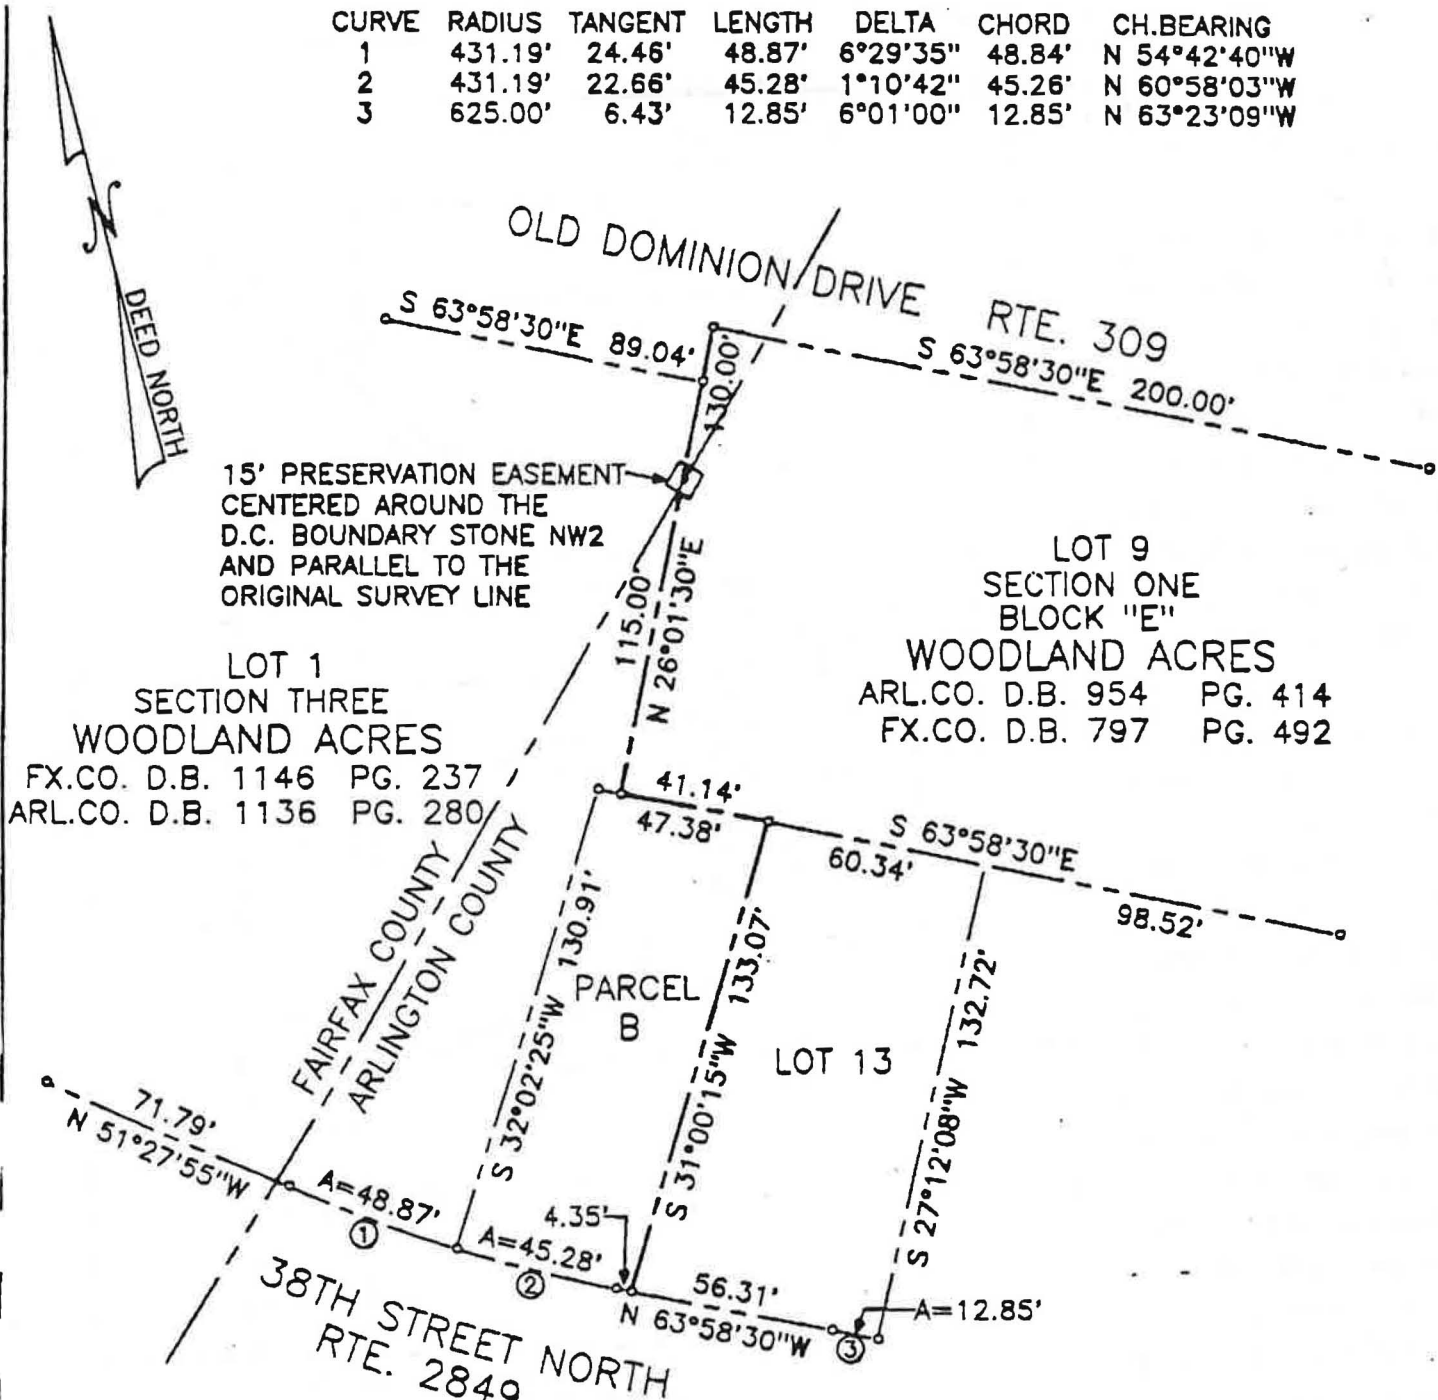 CURVE RADIUS TANGENT LENGTH DELTA CHORD CH.BEARING
1 431.19' 24.46' 48.87' 6°29'35" 48.84' N 54°42'40"W
2 431.19' 22.66' 45.28' 1°10'42" 45.26' N 60°58'03"W
3 625.00' 6.43' 12.85' 6°01'00" 12.85' N 63°23'09"W
N
DEED NORTH
OLD DOMINION DRIVE RTE. 309
S 63°58'30"E 89.04'
S 63°58'30"E 200.00'
130.00'
15' PRESERVATION EASEMENT
CENTERED AROUND THE
D.C. BOUNDARY STONE NW2
AND PARALLEL TO THE
ORIGINAL SURVEY LINE
115.00'
N 26°01'30"E
LOT 9
SECTION ONE
BLOCK "E"
WOODLAND ACRES
ARL.CO. D.B. 954 PG. 414
FX.CO. D.B. 797 PG. 492
LOT 1
SECTION THREE
WOODLAND ACRES
FX.CO. D.B. 1146 PG. 237
ARL.CO. D.B. 1136 PG. 280
41.14'
47.38'
S 63°58'30"E
60.34'
98.52'
FAIRFAX COUNTY
ARLINGTON COUNTY
S 32°02'25"W 130.91'
PARCEL
B
S 31°00'15"W 133.07'
LOT 13
S 27°12'08"W 132.72'
71.79'
N 51°27'55"W
A=48.87'
1
A=45.28'
2
4.35'
56.31'
N 63°58'30"W
A=12.85'
3
38TH STREET NORTH
RTE. 2849